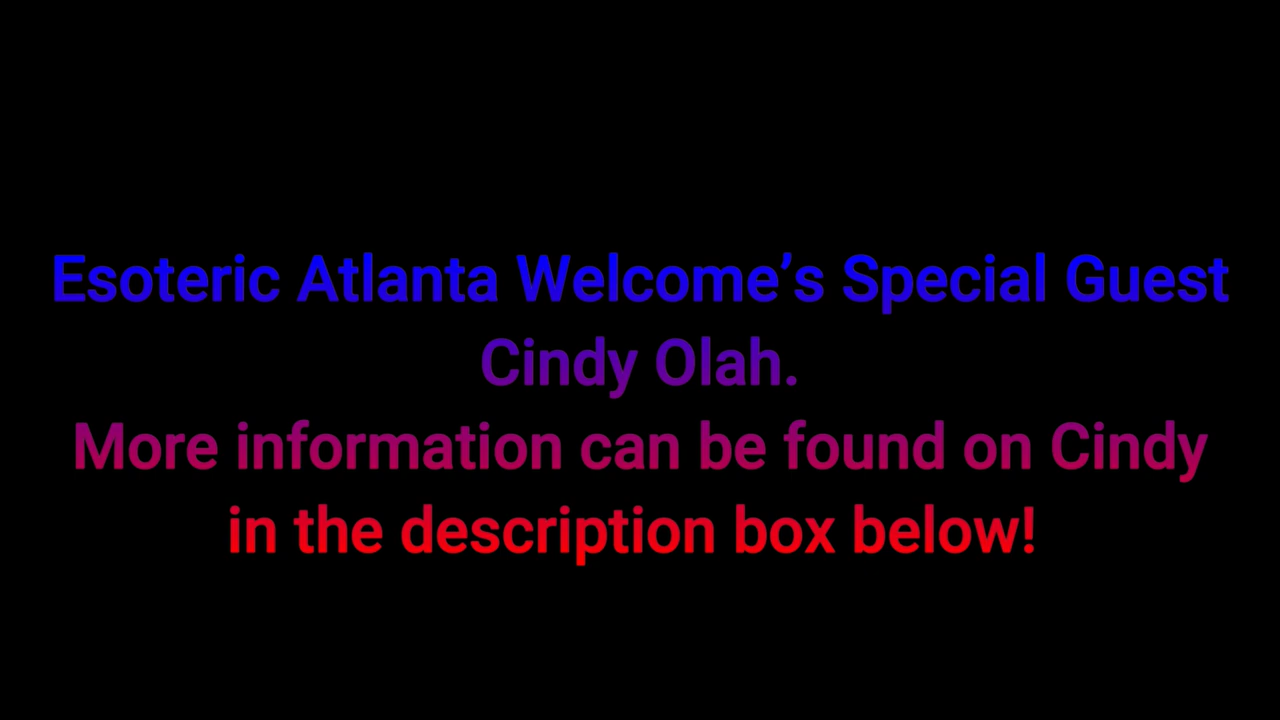 Esoteric Atlanta Welcome’s Special Guest
Cindy Olah.
More information can be found on Cindy
in the description box below!